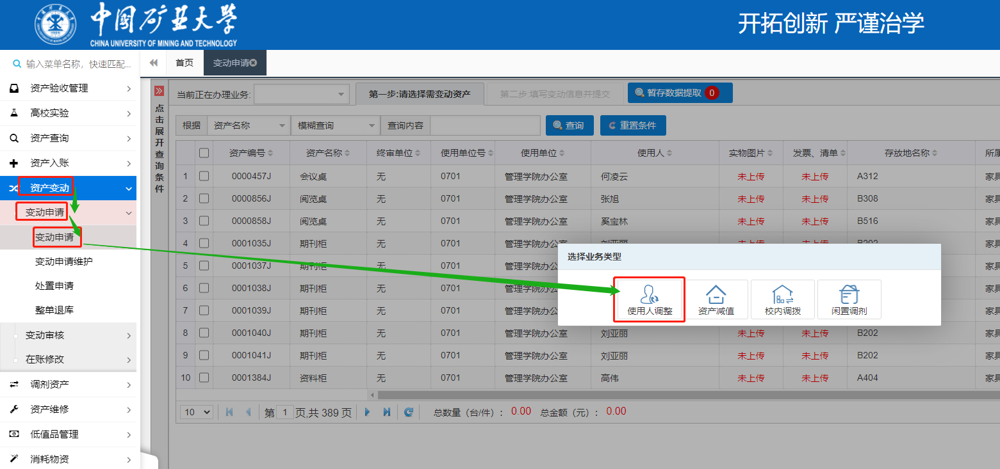 中国矿业大学
CHINA UNIVERSITY OF MINING AND TECHNOLOGY
开拓创新 严谨治学
输入菜单名称，快速匹配...
首页
变动申请
资产验收管理
高校实验
资产查询
资产入账
资产变动
变动申请
变动申请
变动申请维护
处置申请
整单退库
变动审核
在账修改
调剂资产
资产维修
低值品管理
消耗物资
点击展开查询条件
当前正在办理业务:
第一步:请选择需变动资产
第二步:填写变动信息并提交
暂存数据提取 0
根据 资产名称 模糊查询 查询内容 查询 重置条件
资产编号 资产名称 终审单位 使用单位号 使用单位 使用人 实物图片 发票、清单 存放地名称 所属
1 0000457J 会议桌 无 0701 管理学院办公室 何凌云 未上传 未上传 A312 家具
2 0000856J 阅览桌 无 0701 管理学院办公室 张旭 未上传 未上传 B308 家具
3 0000858J 阅览桌 无 0701 管理学院办公室 奚宝林 未上传 未上传 B516 家具
4 0001035J 期刊柜 无 0701 管理学院办公室 刘亚丽 未上传 未上传 B202 家具
5 0001037J 期刊柜 无 0701 管理学院办公 家具
6 0001038J 期刊柜 无 0701 管理学院办公 家具
7 0001039J 期刊柜 无 0701 管理学院办公 家具
8 0001040J 期刊柜 无 0701 管理学院办公室 刘亚丽 未上传 未上传 B202 家具
9 0001041J 期刊柜 无 0701 管理学院办公室 刘亚丽 未上传 未上传 B202 家具
10 0001384J 资料柜 无 0701 管理学院办公室 高伟 未上传 未上传 A404 家具
选择业务类型
使用人调整 资产减值 校内调拨 闲置调剂
10 第 1 页,共 389 页 总数量（台/件）: 0.00 总金额（元）: 0.00